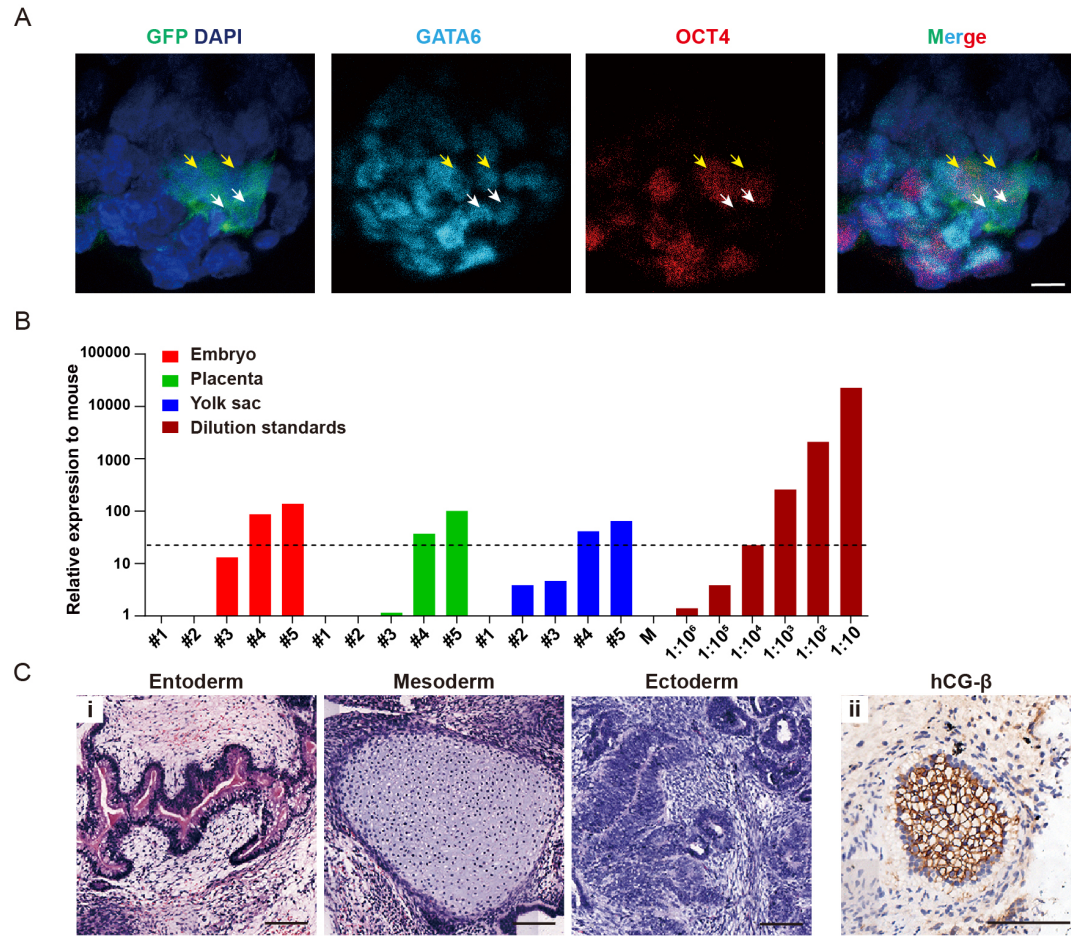 A
GFP DAPI
GATA6
OCT4
Merge
B
Relative expression to mouse
100000
10000
1000
100
10
1
Embryo
Placenta
Yolk sac
Dilution standards
#1 #2 #3 #4 #5 #1 #2 #3 #4 #5 #1 #2 #3 #4 #5 M 1:10⁶ 1:10⁵ 1:10⁴ 1:10³ 1:10² 1:10
C
Entoderm
Mesoderm
Ectoderm
hCG-β
i
ii